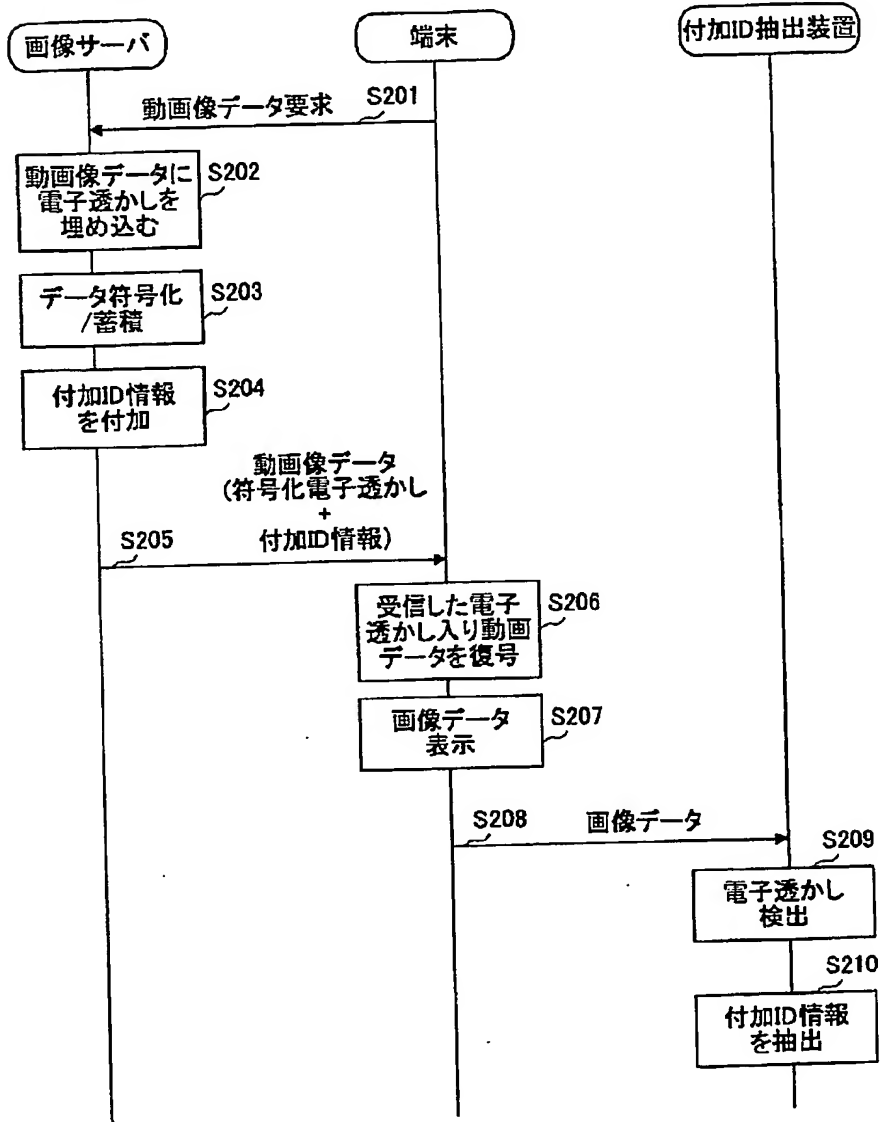 画像サーバ
端末
付加ID抽出装置
動画像データ要求
S201
動画像データに
電子透かしを
埋め込む
S202
データ符号化
/蓄積
S203
付加ID情報
を付加
S204
動画像データ
(符号化電子透かし
+
付加ID情報)
S205
受信した電子
透かし入り動画
データを復号
S206
画像データ
表示
S207
S208
画像データ
S209
電子透かし
検出
S210
付加ID情報
を抽出